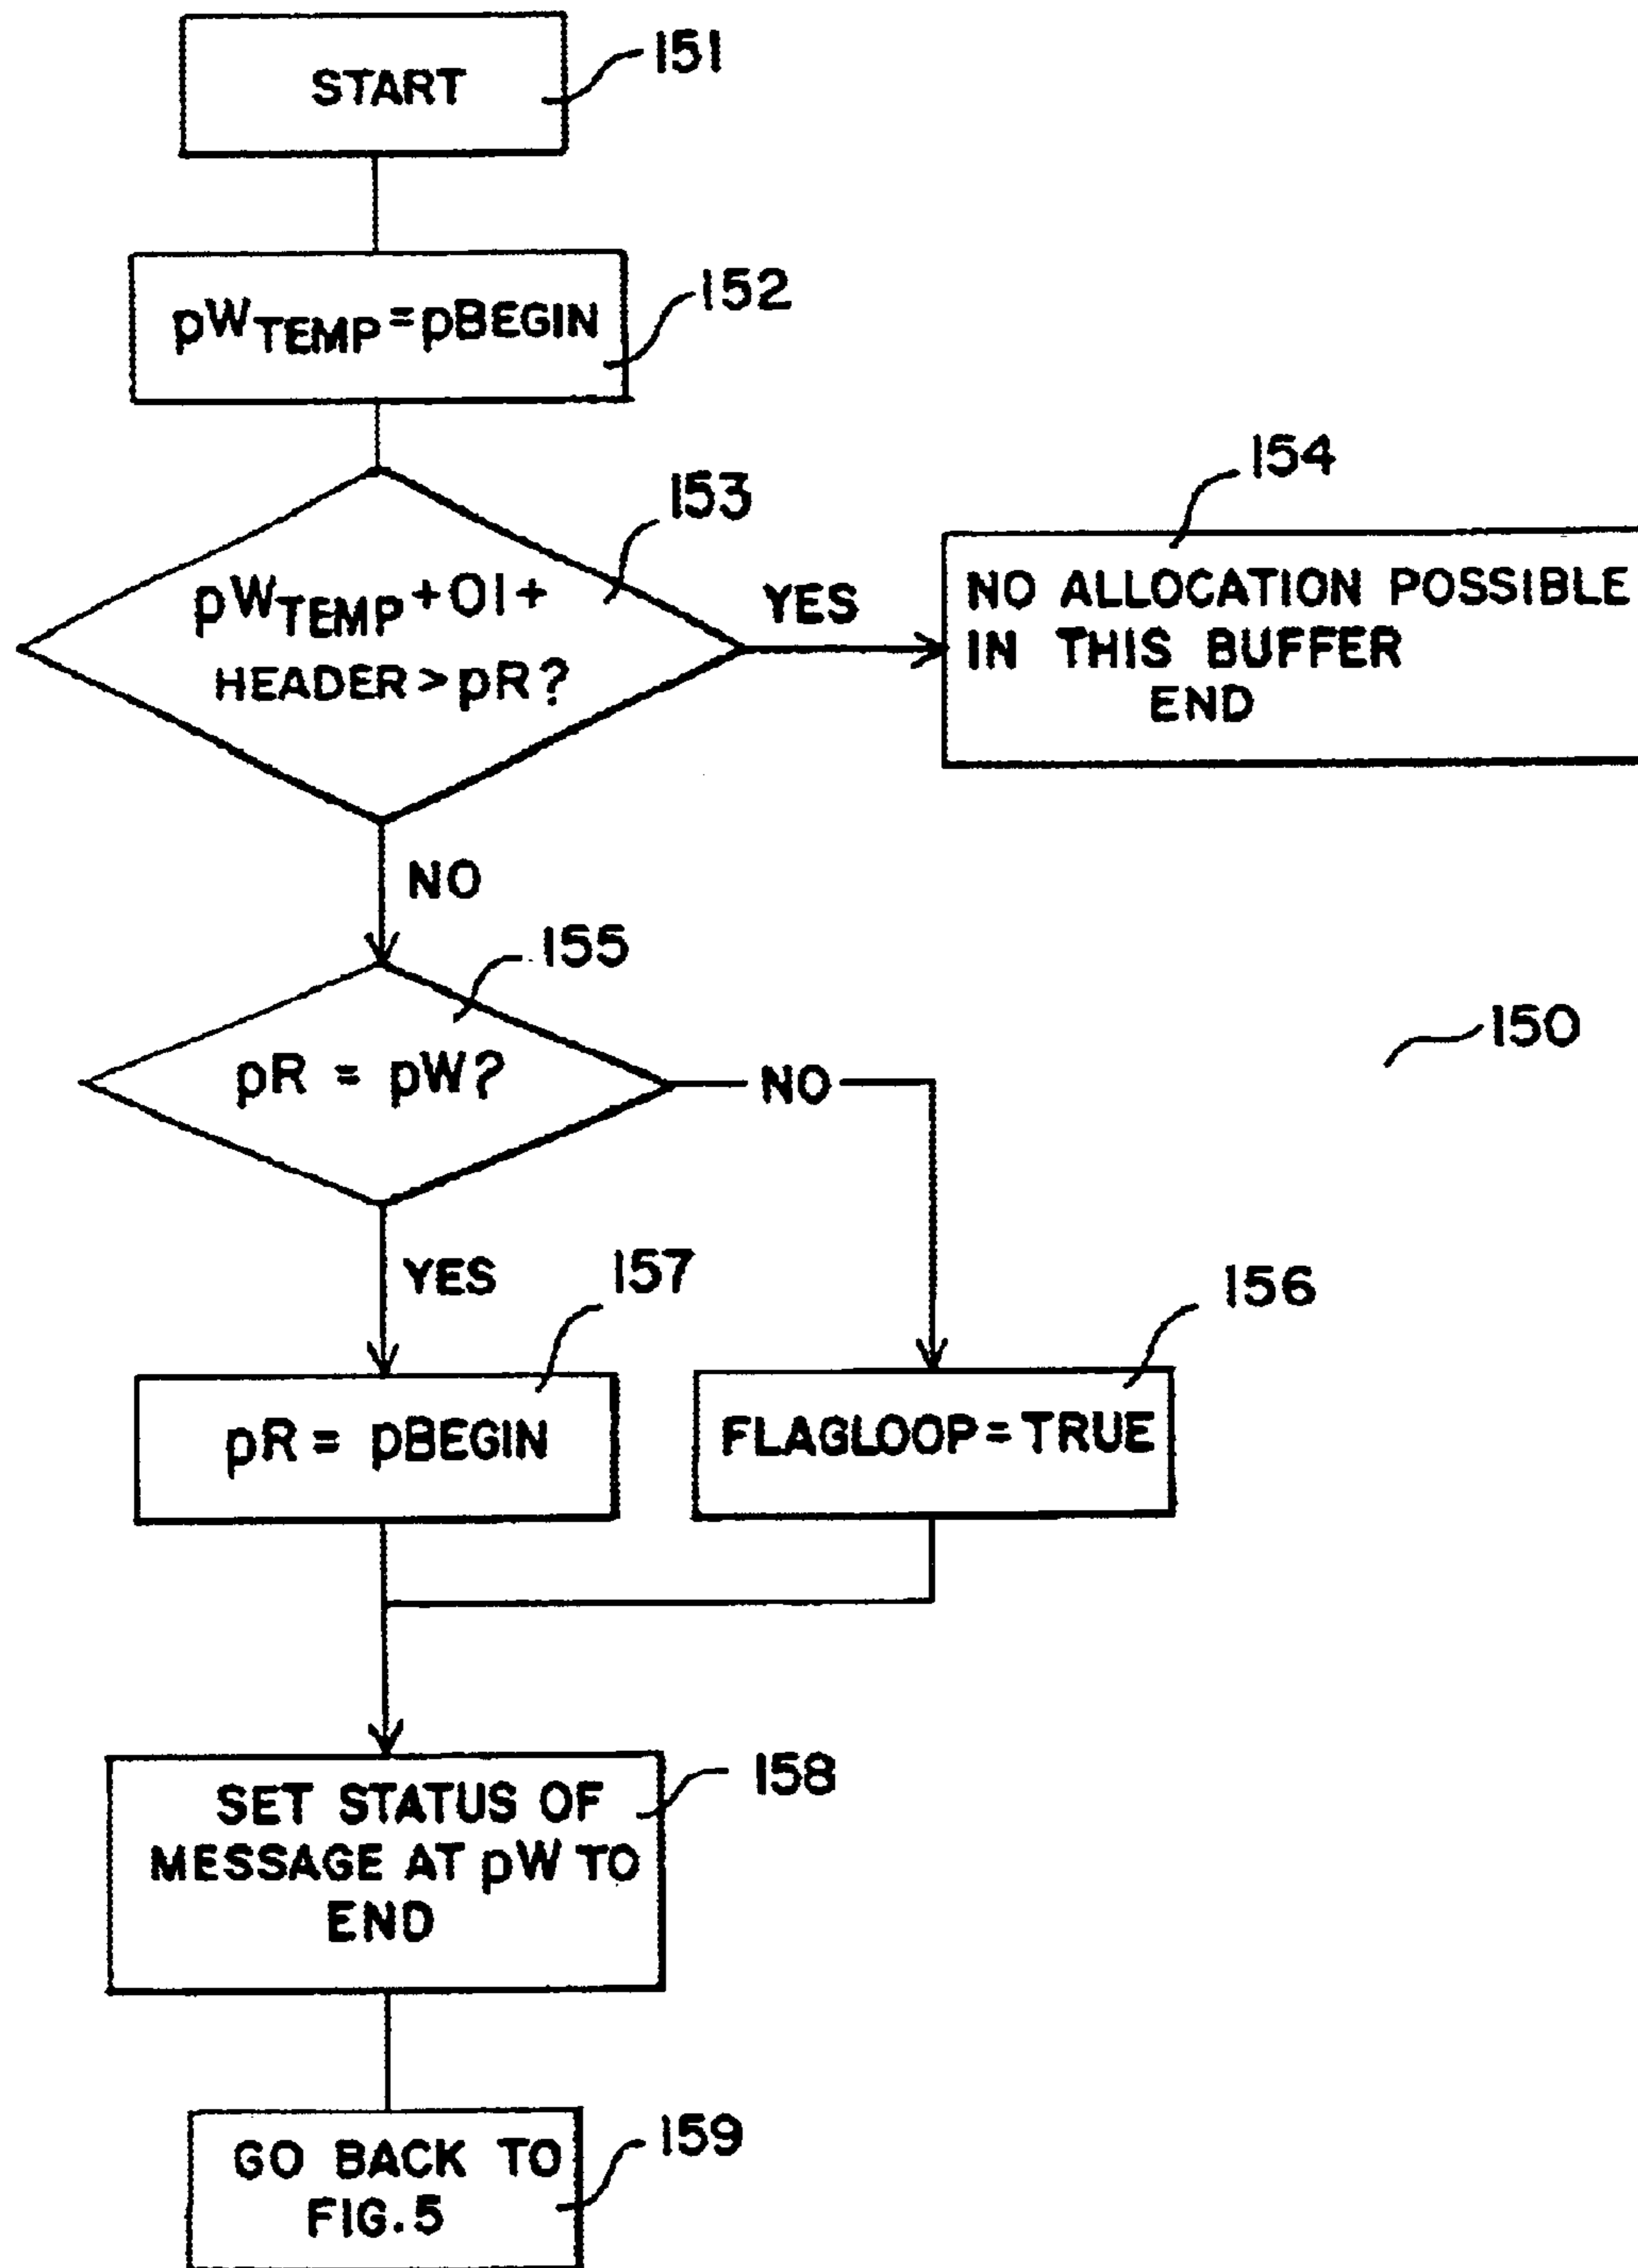 START
151
pWTEMP=pBEGIN
152
153
pWTEMP+OI+
HEADER>pR?
YES
154
NO ALLOCATION POSSIBLE
IN THIS BUFFER
END
NO
155
pR = pW?
NO
150
YES
157
156
pR = pBEGIN
FLAGLOOP=TRUE
SET STATUS OF
MESSAGE AT pW TO
END
158
GO BACK TO
FIG.5
159